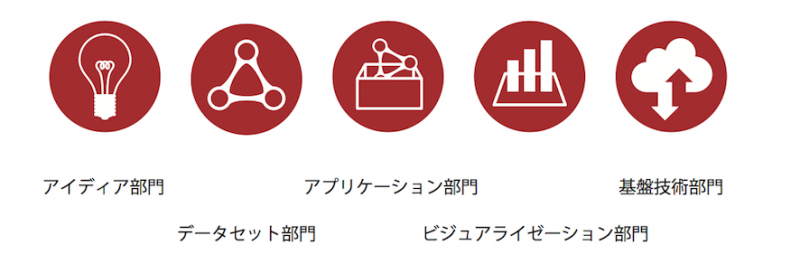 アイディア部門
アプリケーション部門
基盤技術部門
データセット部門
ビジュアライゼーション部門